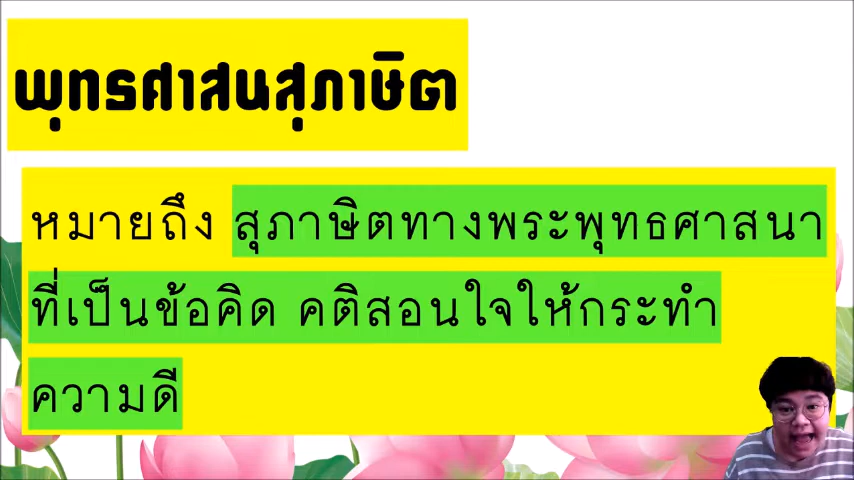 พุทธศาสนสุภาษิต
หมายถึง สุภาษิตทางพระพุทธศาสนา
ที่เป็นข้อคิด คติสอนใจให้กระทำ
ความดี